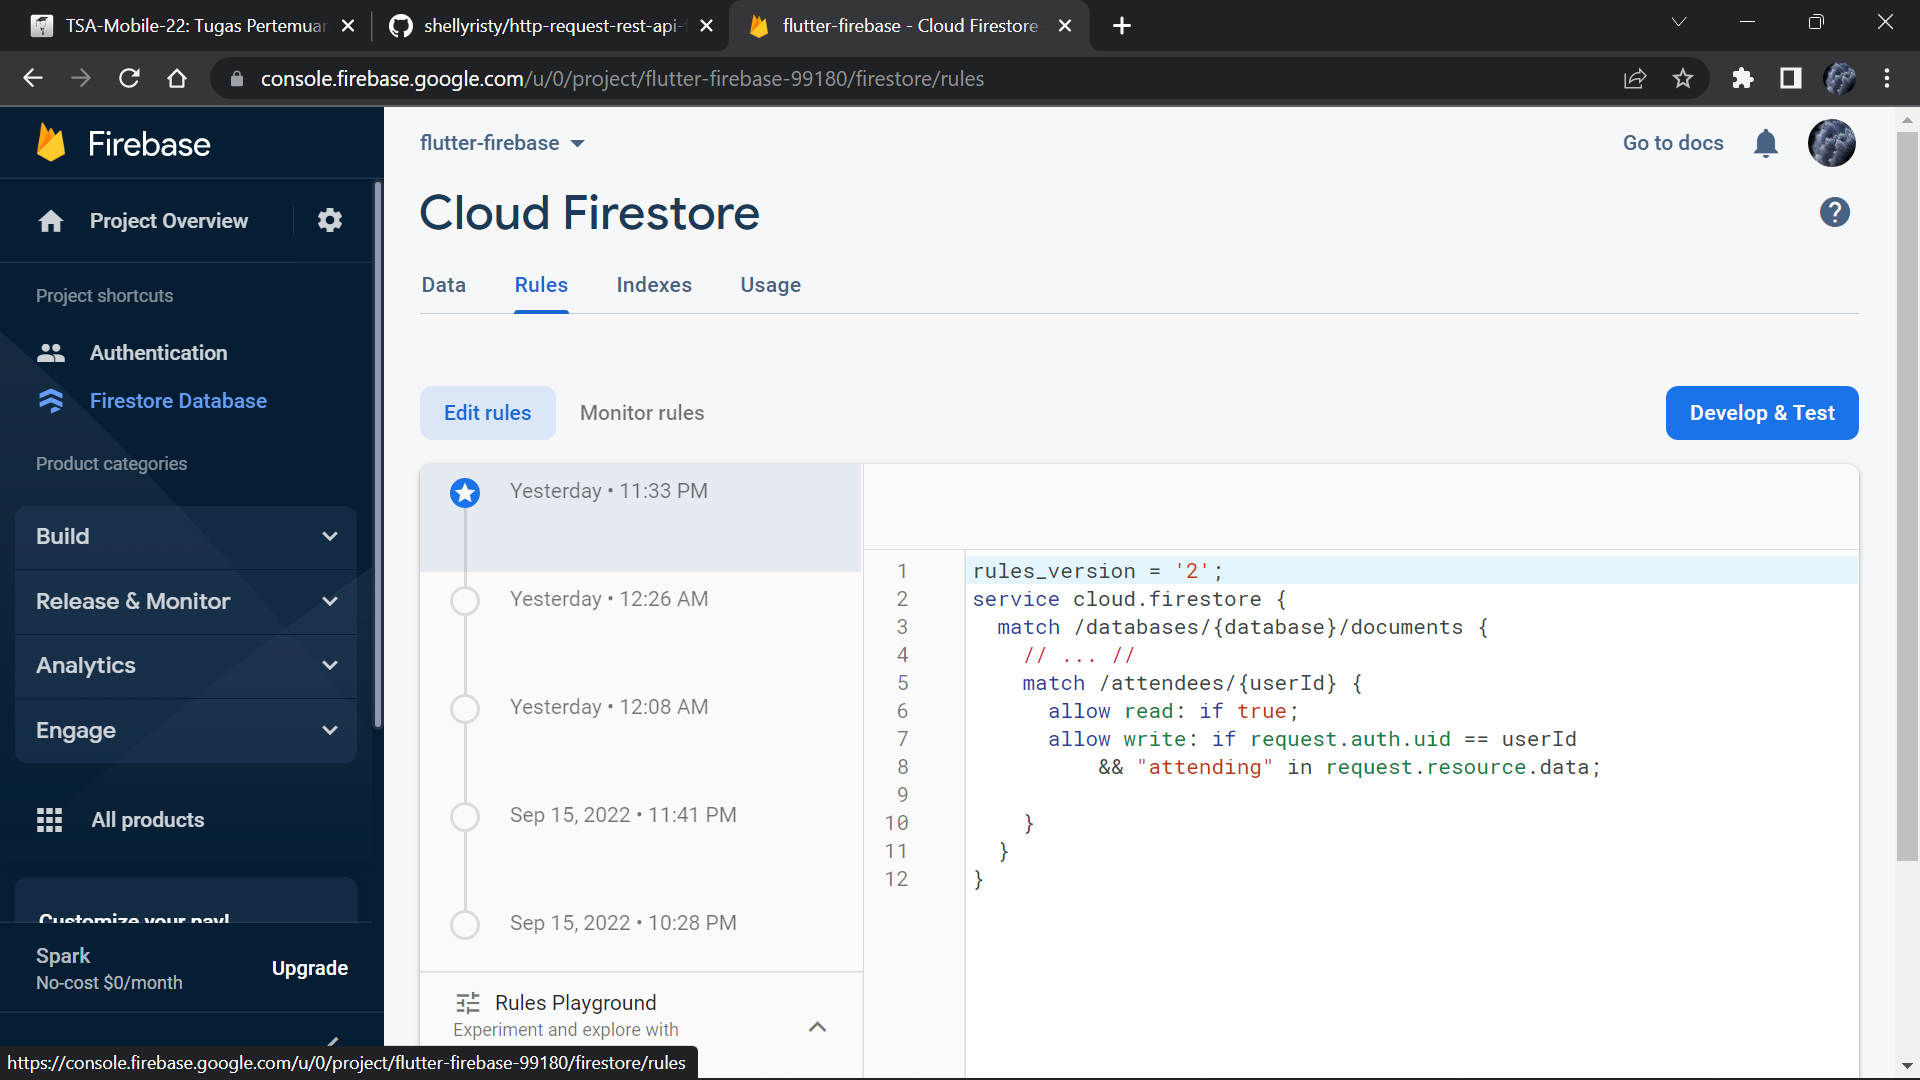 TSA-Mobile-22: Tugas Pertemuan
shellyristy/http-request-rest-api-
flutter-firebase - Cloud Firestore
console.firebase.google.com/u/0/project/flutter-firebase-99180/firestore/rules
Firebase
flutter-firebase
Go to docs
Project Overview
Cloud Firestore
Project shortcuts
Data Rules Indexes Usage
Authentication
Firestore Database
Edit rules Monitor rules
Develop & Test
Product categories
Build
Release & Monitor
Analytics
Engage
All products
Customize your nav!
Spark
No-cost $0/month
Upgrade
Yesterday • 11:33 PM
Yesterday • 12:26 AM
Yesterday • 12:08 AM
Sep 15, 2022 • 11:41 PM
Sep 15, 2022 • 10:28 PM
Rules Playground
Experiment and explore with
1 rules_version = '2';
2 service cloud.firestore {
3 match /databases/{database}/documents {
4 // ... //
5 match /attendees/{userId} {
6 allow read: if true;
7 allow write: if request.auth.uid == userId
8 && "attending" in request.resource.data;
9
10 }
11 }
12 }
https://console.firebase.google.com/u/0/project/flutter-firebase-99180/firestore/rules